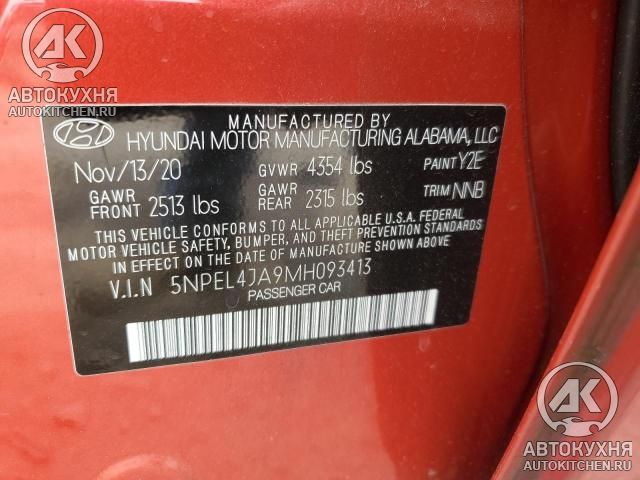 АВТОКУХНЯ
AUTOKITCHEN.RU
MANUFACTURED BY
HYUNDAI MOTOR MANUFACTURING ALABAMA, LLC
Nov/13/20 GVWR 4354 lbs PAINT Y2E
GAWR FRONT 2513 lbs GAWR REAR 2315 lbs TRIM NNB
THIS VEHICLE CONFORMS TO ALL APPLICABLE U.S.A. FEDERAL
MOTOR VEHICLE SAFETY, BUMPER, AND THEFT PREVENTION STANDARDS
IN EFFECT ON THE DATE OF MANUFACTURE SHOWN ABOVE.
V.I.N 5NPEL4JA9MH093413
PASSENGER CAR
АК
АВТОКУХНЯ
AUTOKITCHEN.RU